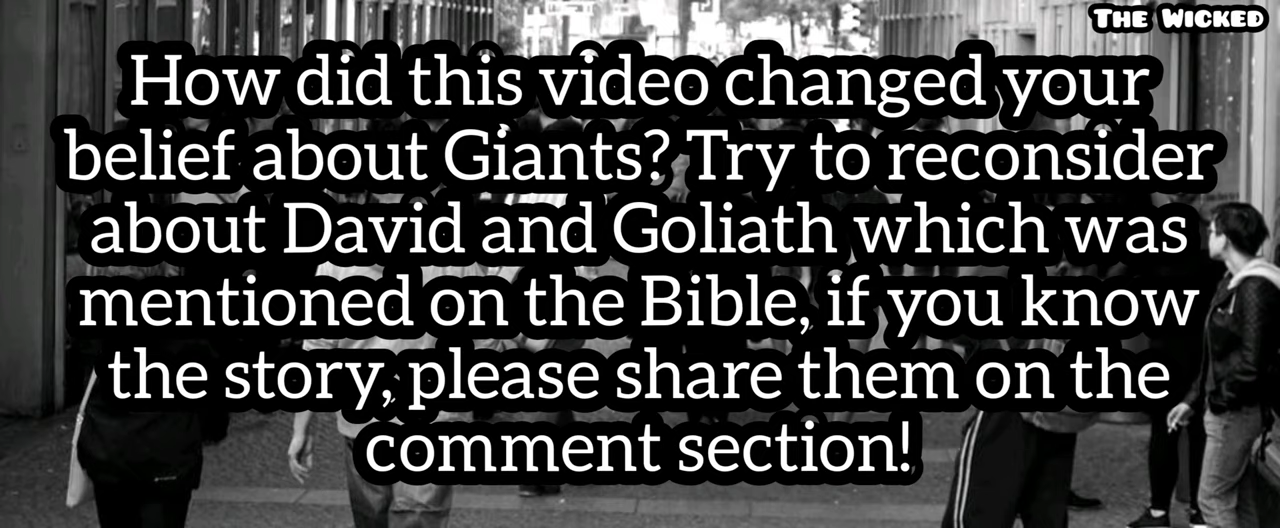 The Wicked
How did this video changed your
belief about Giants? Try to reconsider
about David and Goliath which was
mentioned on the Bible, if you know
the story, please share them on the
comment section!